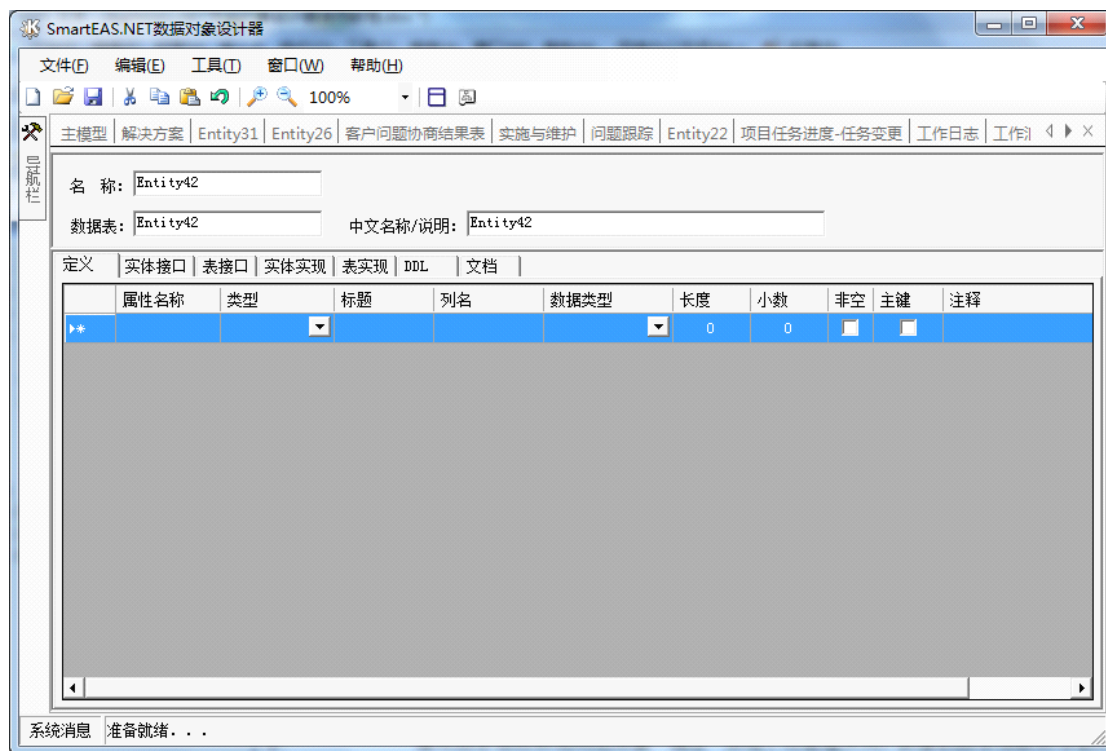 SmartEAS.NET数据对象设计器
文件(F) 编辑(E) 工具(T) 窗口(W) 帮助(H)
100%
主模型 解决方案 Entity31 Entity26 客户问题协商结果表 实施与维护 问题跟踪 Entity22 项目任务进度-任务变更 工作日志 工作
导航栏
名 称: Entity42
数据表: Entity42 中文名称/说明: Entity42
定义 实体接口 表接口 实体实现 表实现 DDL 文档
属性名称 类型 标题 列名 数据类型 长度 小数 非空 主键 注释
0 0
系统消息 准备就绪...